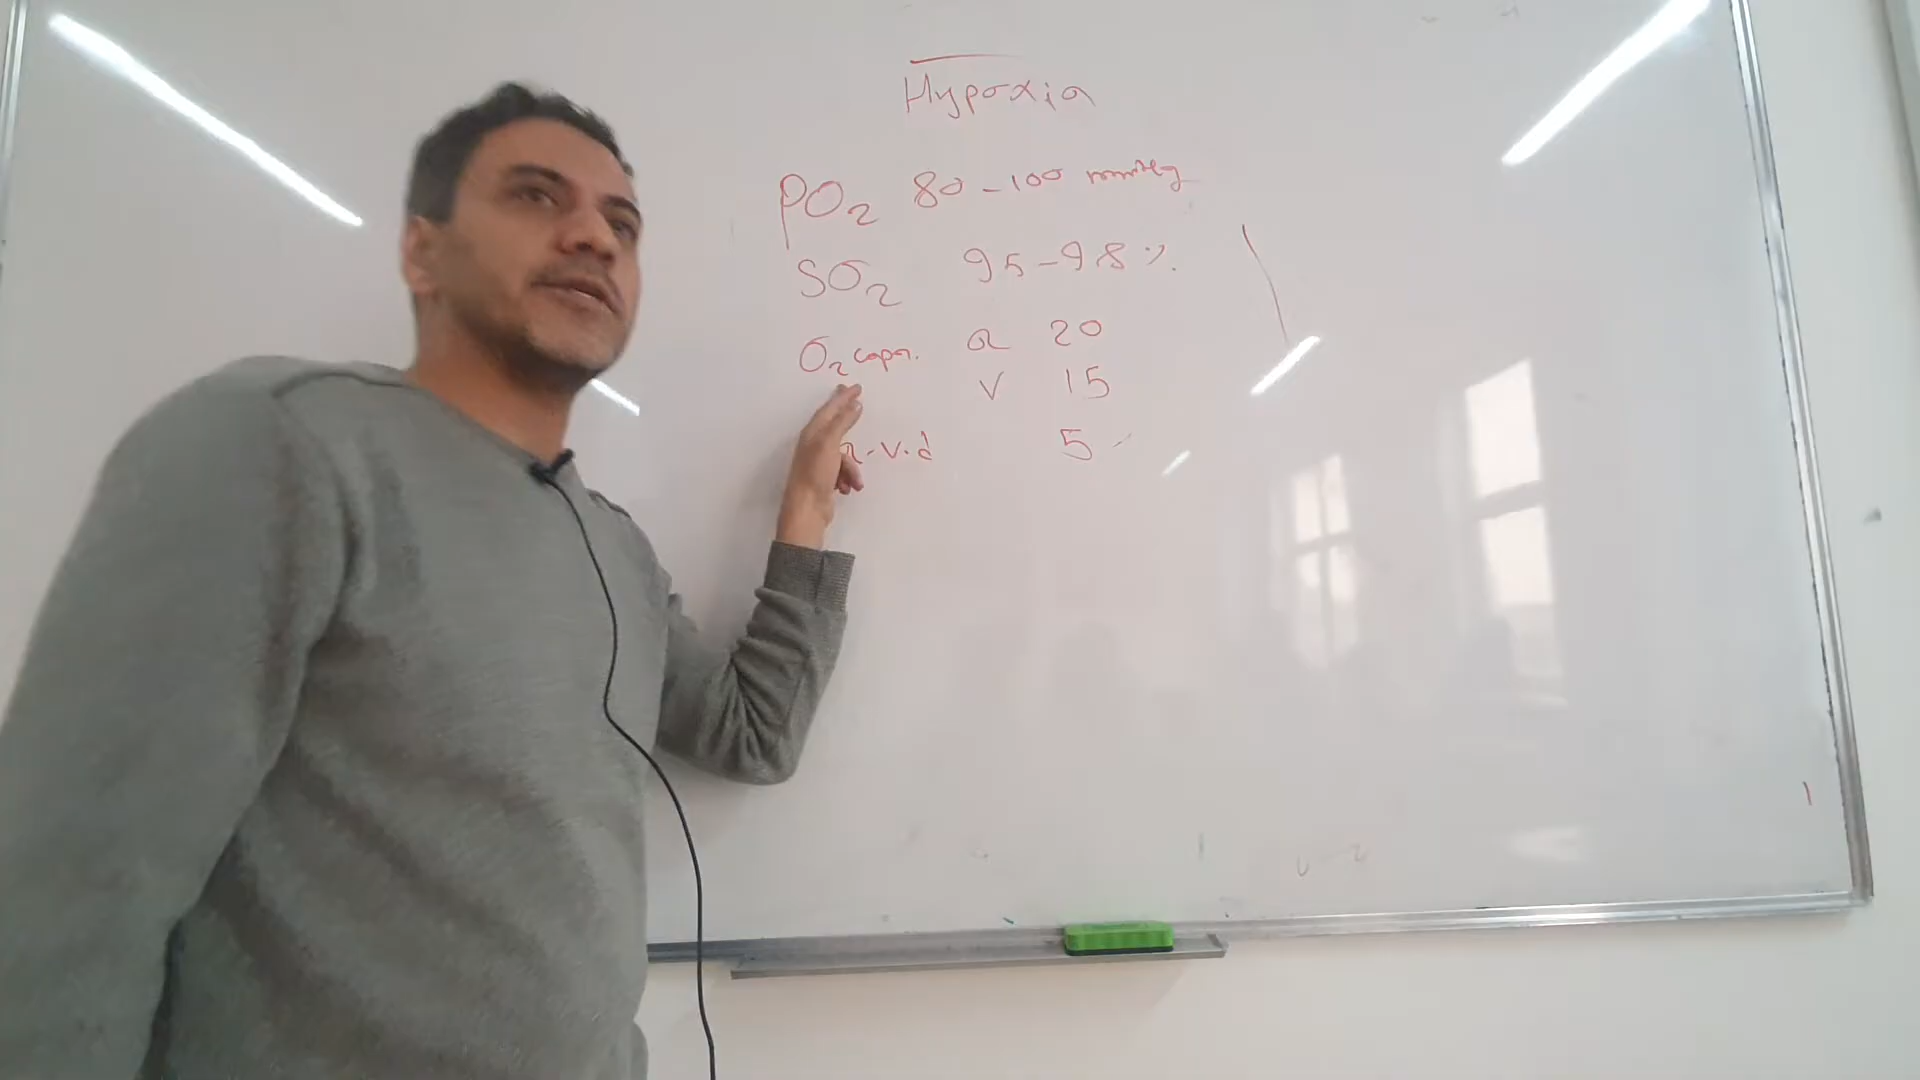 Hypoxia
PO2 80-100 mmHg
SO2 95-98 %
O2 capa. a 20
V 15
a.v.d 5